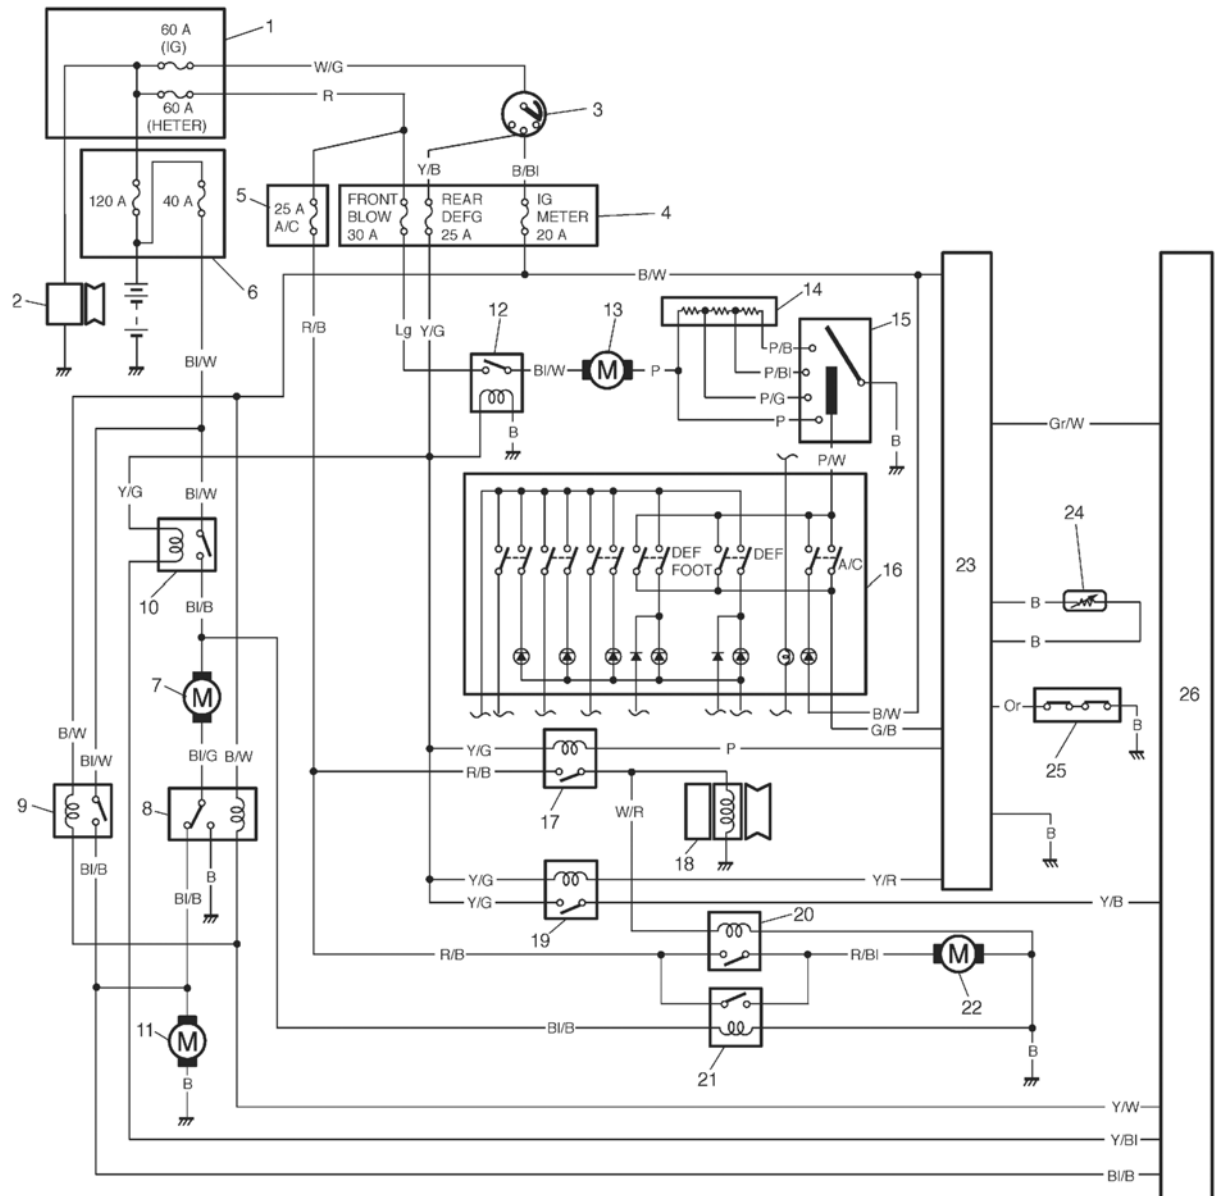 60 A
(IG)
1
W/G
R
60 A
(HETER)
3
Y/B
B/Bl
120 A
40 A
5
25 A
A/C
FRONT
BLOW
30 A
REAR
DEFG
25 A
IG
METER
20 A
4
6
2
B/W
R/B
Lg
Y/G
12
13
14
15
Bl/W
Bl/W
M
P
P/B
P/Bl
P/G
P
B
B
P/W
Gr/W
Y/G
Bl/W
10
Bl/B
DEF
FOOT
DEF
A/C
16
23
24
B
B
7
M
Or
25
B
26
B/W
G/B
B/W
Bl/W
Bl/G
B/W
Y/G
P
R/B
17
W/R
18
9
8
B
Bl/B
Bl/B
B
Y/G
Y/R
Y/G
Y/B
19
20
R/B
R/Bl
M
22
11
M
B
Bl/B
21
B
Y/W
Y/Bl
Bl/B